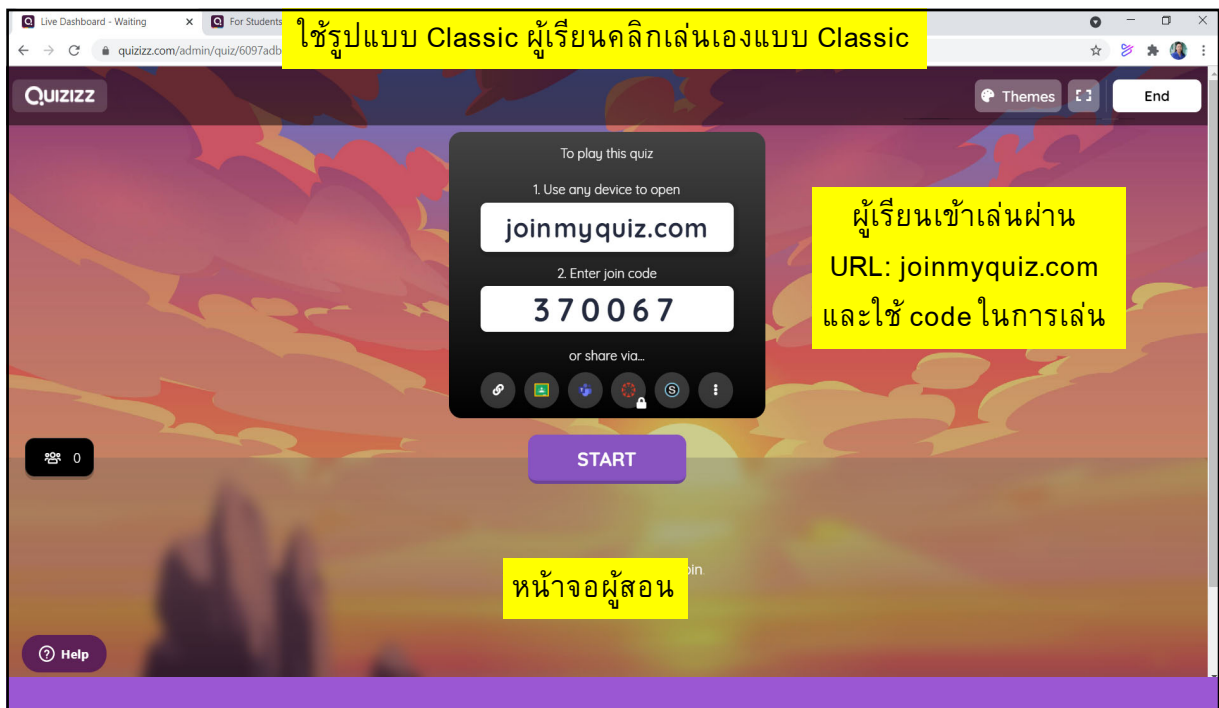 Live Dashboard - Waiting
For Students
ใช้รูปแบบ Classic ผู้เรียนคลิกเล่นเองแบบ Classic
quizizz.com/admin/quiz/6097adb
QUIZIZZ
Themes
End
To play this quiz
1. Use any device to open
joinmyquiz.com
2. Enter join code
370067
or share via...
ผู้เรียนเข้าเล่นผ่าน
URL: joinmyquiz.com
และใช้ code ในการเล่น
0
START
หน้าจอผู้สอน
Help